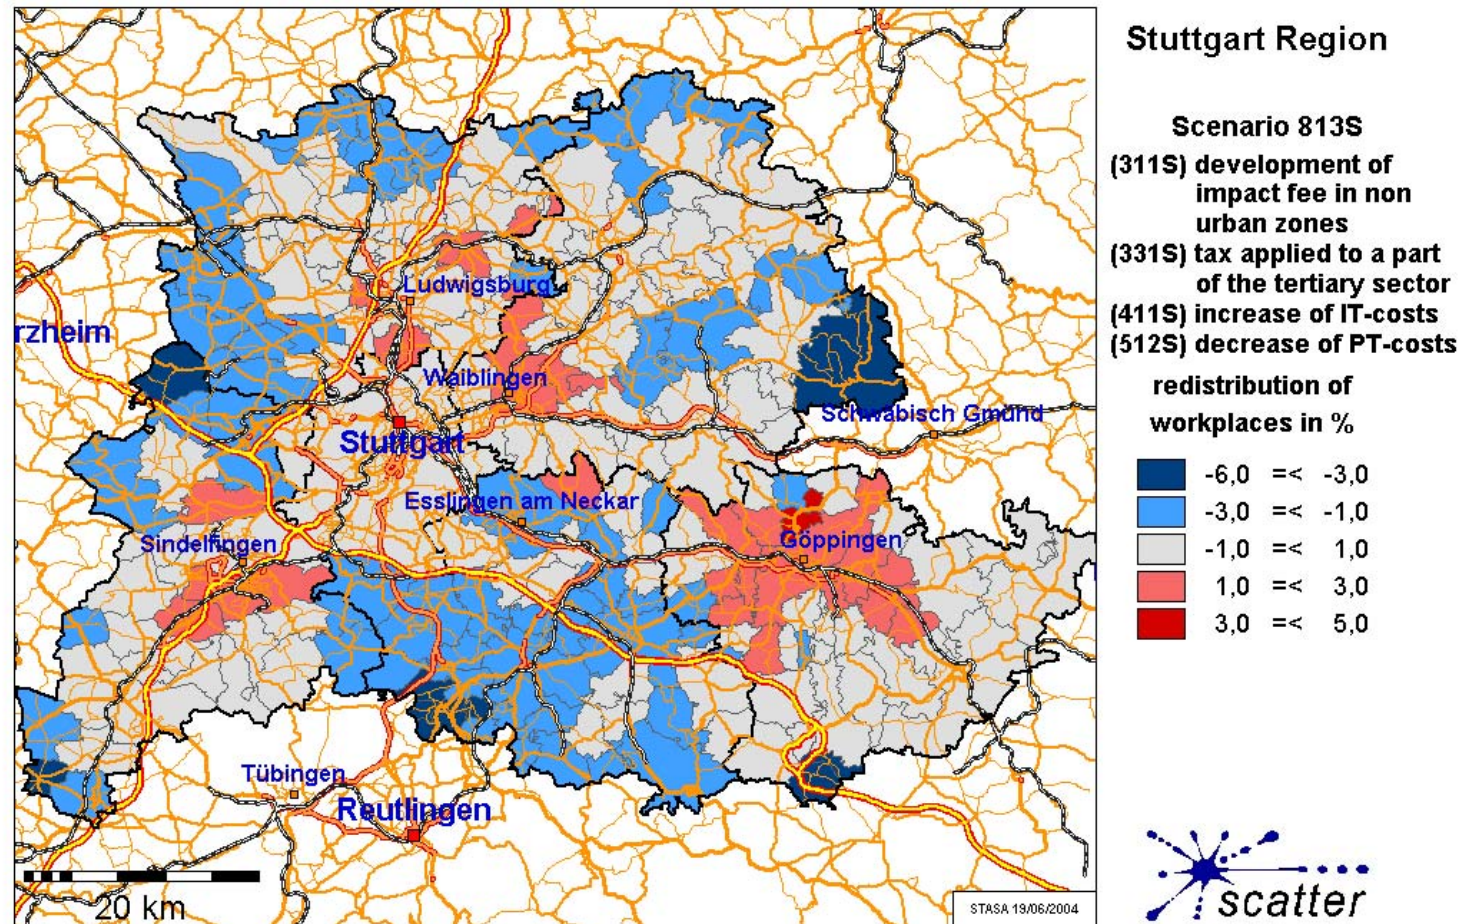 Stuttgart Region
Scenario 813S
(311S) development of
impact fee in non
urban zones
(331S) tax applied to a part
of the tertiary sector
(411S) increase of IT-costs
(512S) decrease of PT-costs
redistribution of
workplaces in %
-6,0 =< -3,0
-3,0 =< -1,0
-1,0 =< 1,0
1,0 =< 3,0
3,0 =< 5,0
Ludwigsburg
rzheim
Waiblingen
Schwäbisch Gmünd
Stuttgart
Esslingen am Neckar
Sindelfingen
Göppingen
Tübingen
Reutlingen
20 km
STASA 19/06/2004
scatter